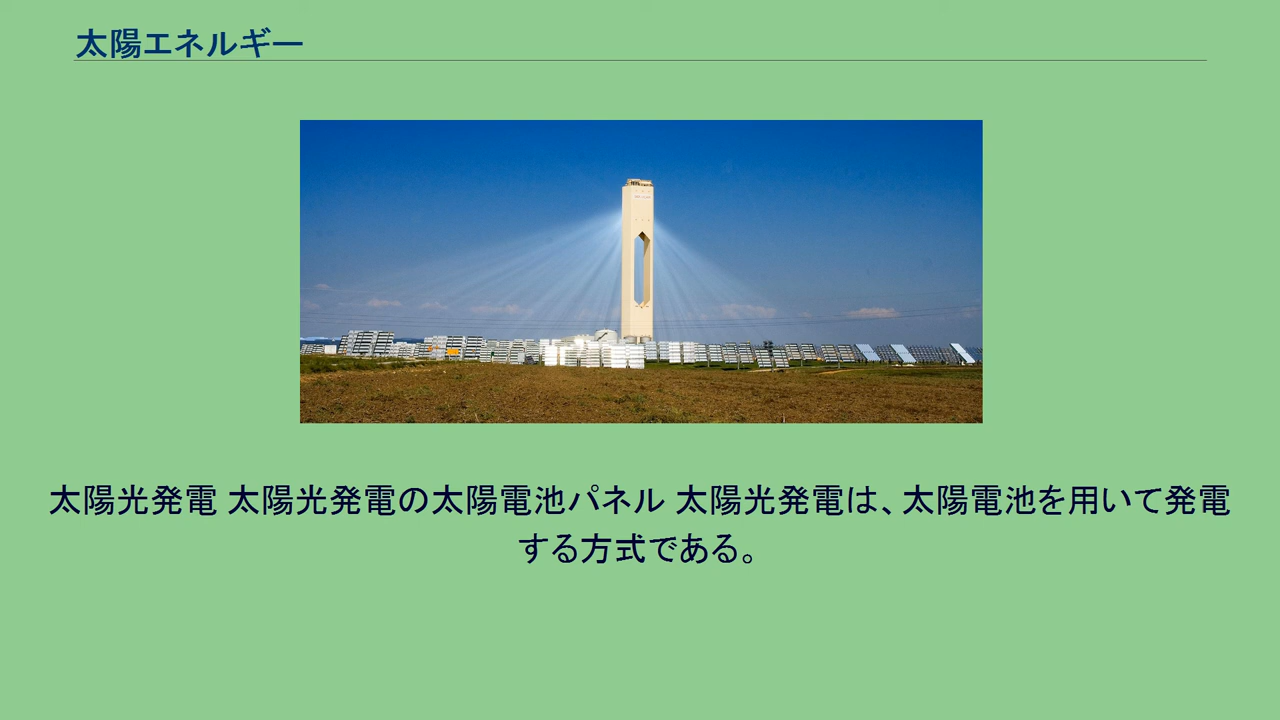 太陽エネルギー
太陽光発電 太陽光発電の太陽電池パネル 太陽光発電は、太陽電池を用いて発電
する方式である。